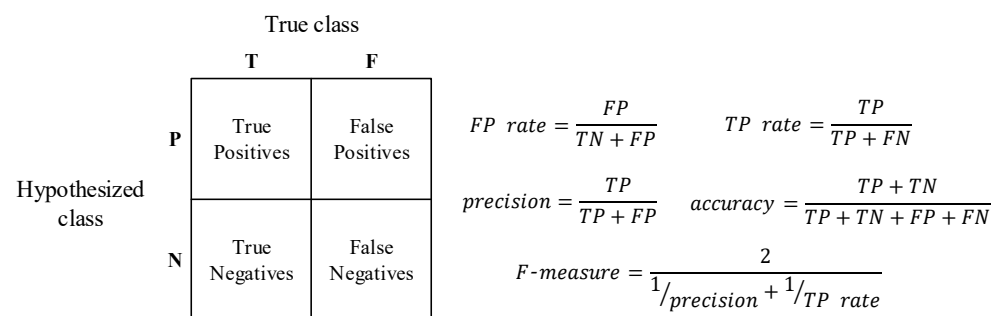 True class
T F
P
True Positives
False Positives
Hypothesized class
N
True Negatives
False Negatives
FP rate = FP / (TN + FP)
TP rate = TP / (TP + FN)
precision = TP / (TP + FP)
accuracy = (TP + TN) / (TP + TN + FP + FN)
F-measure = 2 / (1/precision + 1/TP rate)